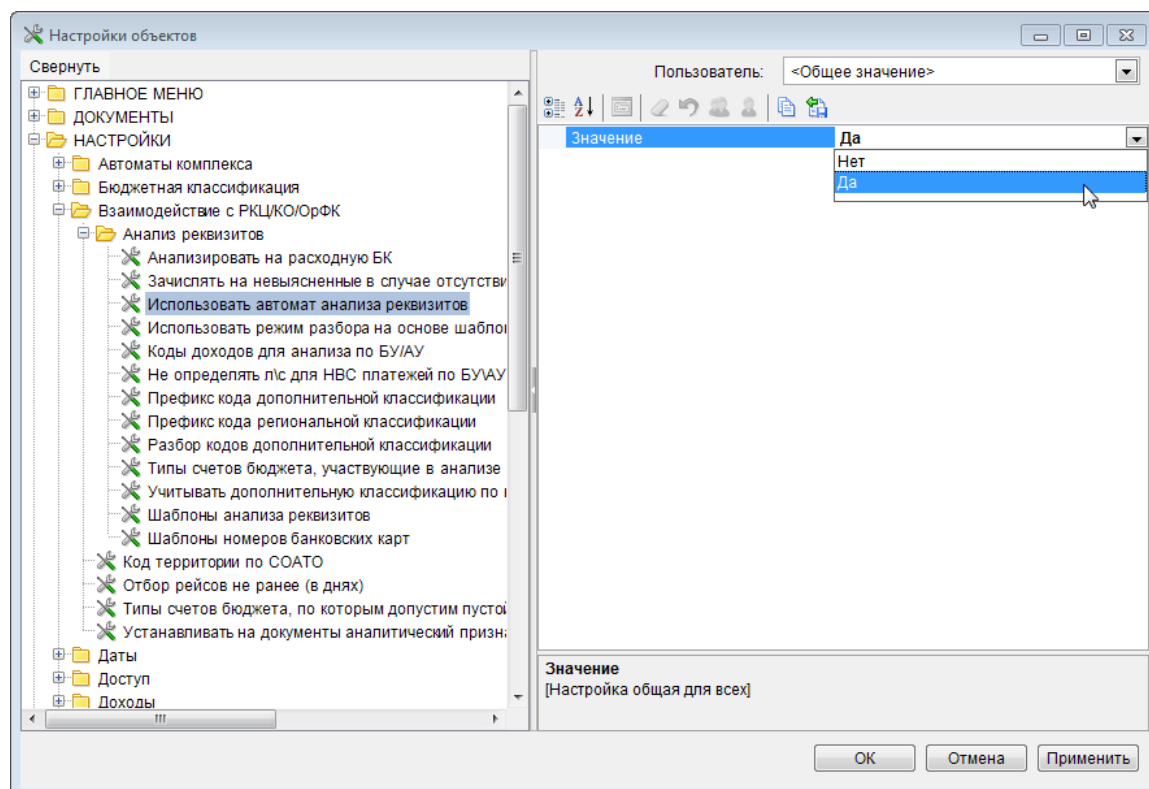 Настройки объектов
Свернуть
ГЛАВНОЕ МЕНЮ
ДОКУМЕНТЫ
НАСТРОЙКИ
Автоматы комплекса
Бюджетная классификация
Взаимодействие с РКЦ/КО/ОрФК
Анализ реквизитов
Анализировать на расходную БК
Зачислять на невыясненные в случае отсутстви
Использовать автомат анализа реквизитов
Использовать режим разбора на основе шабло
Коды доходов для анализа по БУ/АУ
Не определять л\с для НВС платежей по БУ\АУ
Префикс кода дополнительной классификации
Префикс кода региональной классификации
Разбор кодов дополнительной классификации
Типы счетов бюджета, участвующие в анализе
Учитывать дополнительную классификацию по
Шаблоны анализа реквизитов
Шаблоны номеров банковских карт
Код территории по СОАТО
Отбор рейсов не ранее (в днях)
Типы счетов бюджета, по которым допустим пусто
Устанавливать на документы аналитический призн
Даты
Доступ
Доходы
Пользователь: <Общее значение>
Значение Да
Нет
Да
Значение
[Настройка общая для всех]
ОК Отмена Применить